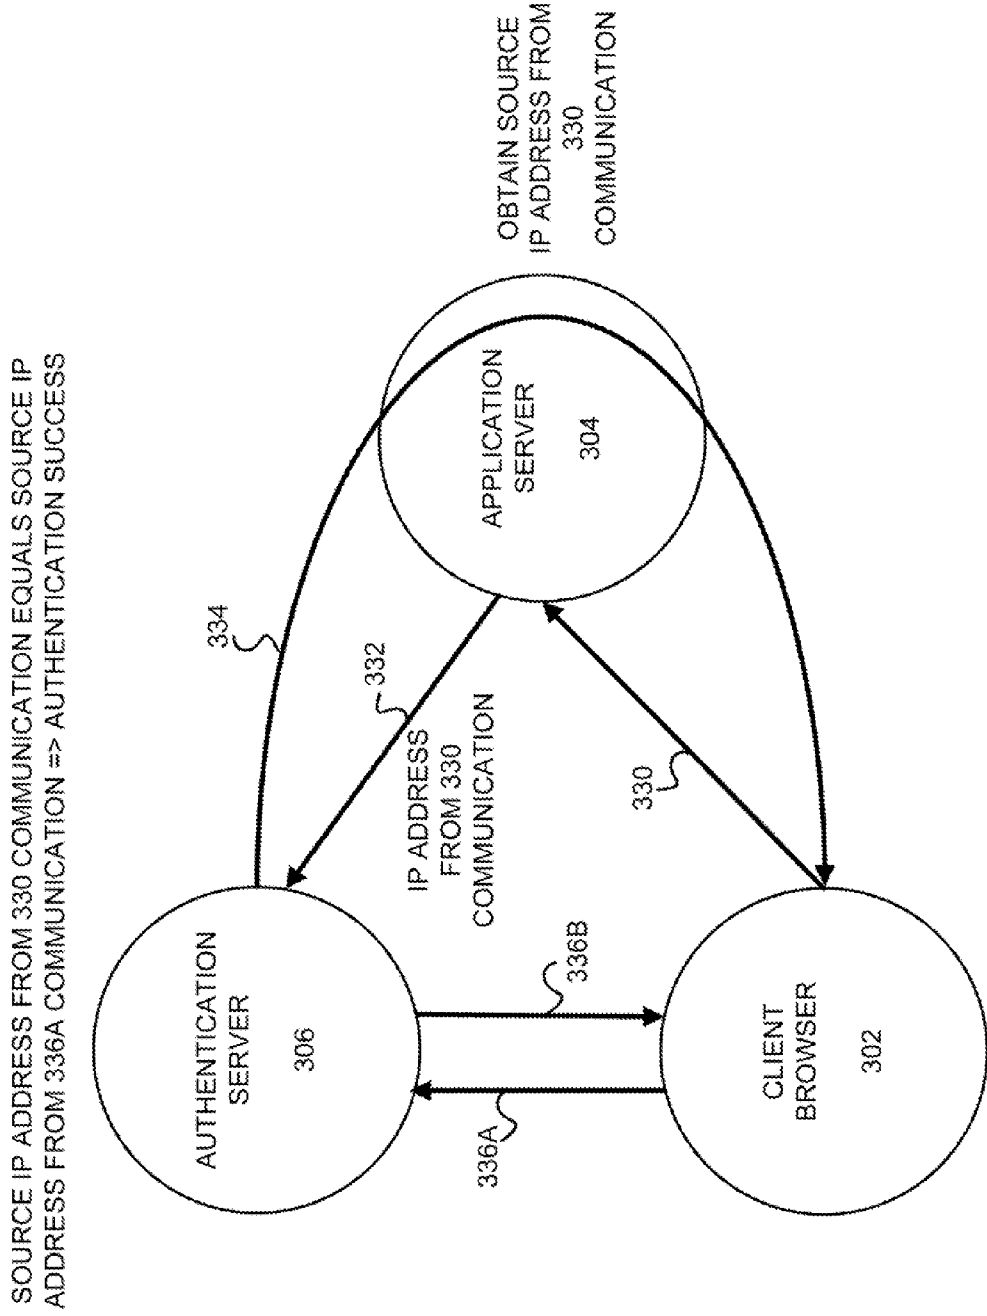 SOURCE IP ADDRESS FROM 330 COMMUNICATION EQUALS SOURCE IP
ADDRESS FROM 336A COMMUNICATION => AUTHENTICATION SUCCESS
AUTHENTICATION
SERVER
306
334
332
IP ADDRESS
FROM 330
COMMUNICATION
APPLICATION
SERVER
304
OBTAIN SOURCE
IP ADDRESS FROM
330
COMMUNICATION
336A
336B
330
CLIENT
BROWSER
302